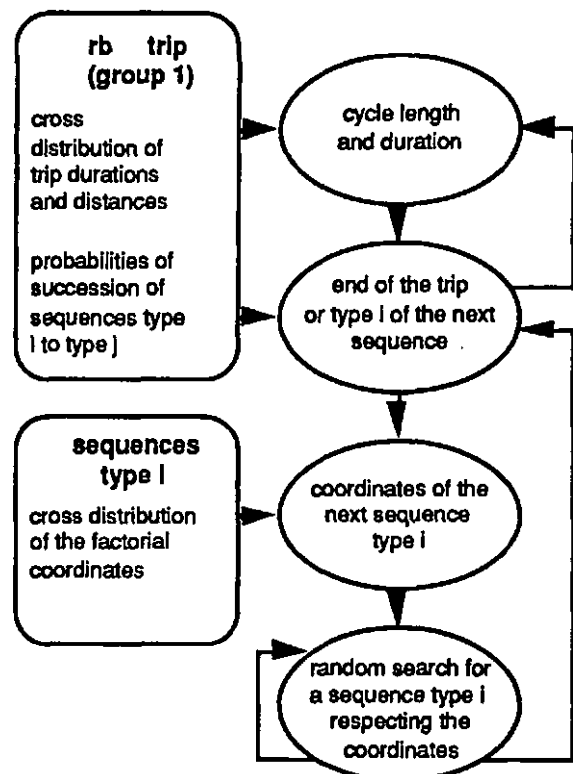 rb trip
(group 1)
cross
distribution of
trip durations
and distances
probabilities of
succession of
sequences type
i to type j
cycle length
and duration
end of the trip
or type i of the next
sequence
sequences
type i
cross distribution
of the factorial
coordinates
coordinates of the
next sequence
type i
random search for
a sequence type i
respecting the
coordinates